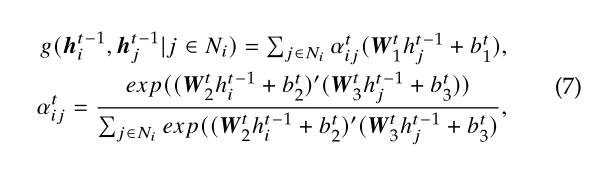 g(h_i^{t-1}, h_j^{t-1} | j ∈ N_i) = ∑_{j∈N_i} α_{ij}^t (W_1^t h_j^{t-1} + b_1^t),
α_{ij}^t = \frac{exp((W_2^t h_i^{t-1} + b_2^t)′(W_3^t h_j^{t-1} + b_3^t))}{∑_{j∈N_i} exp((W_2^t h_i^{t-1} + b_2^t)′(W_3^t h_j^{t-1} + b_3^t)}, (7)